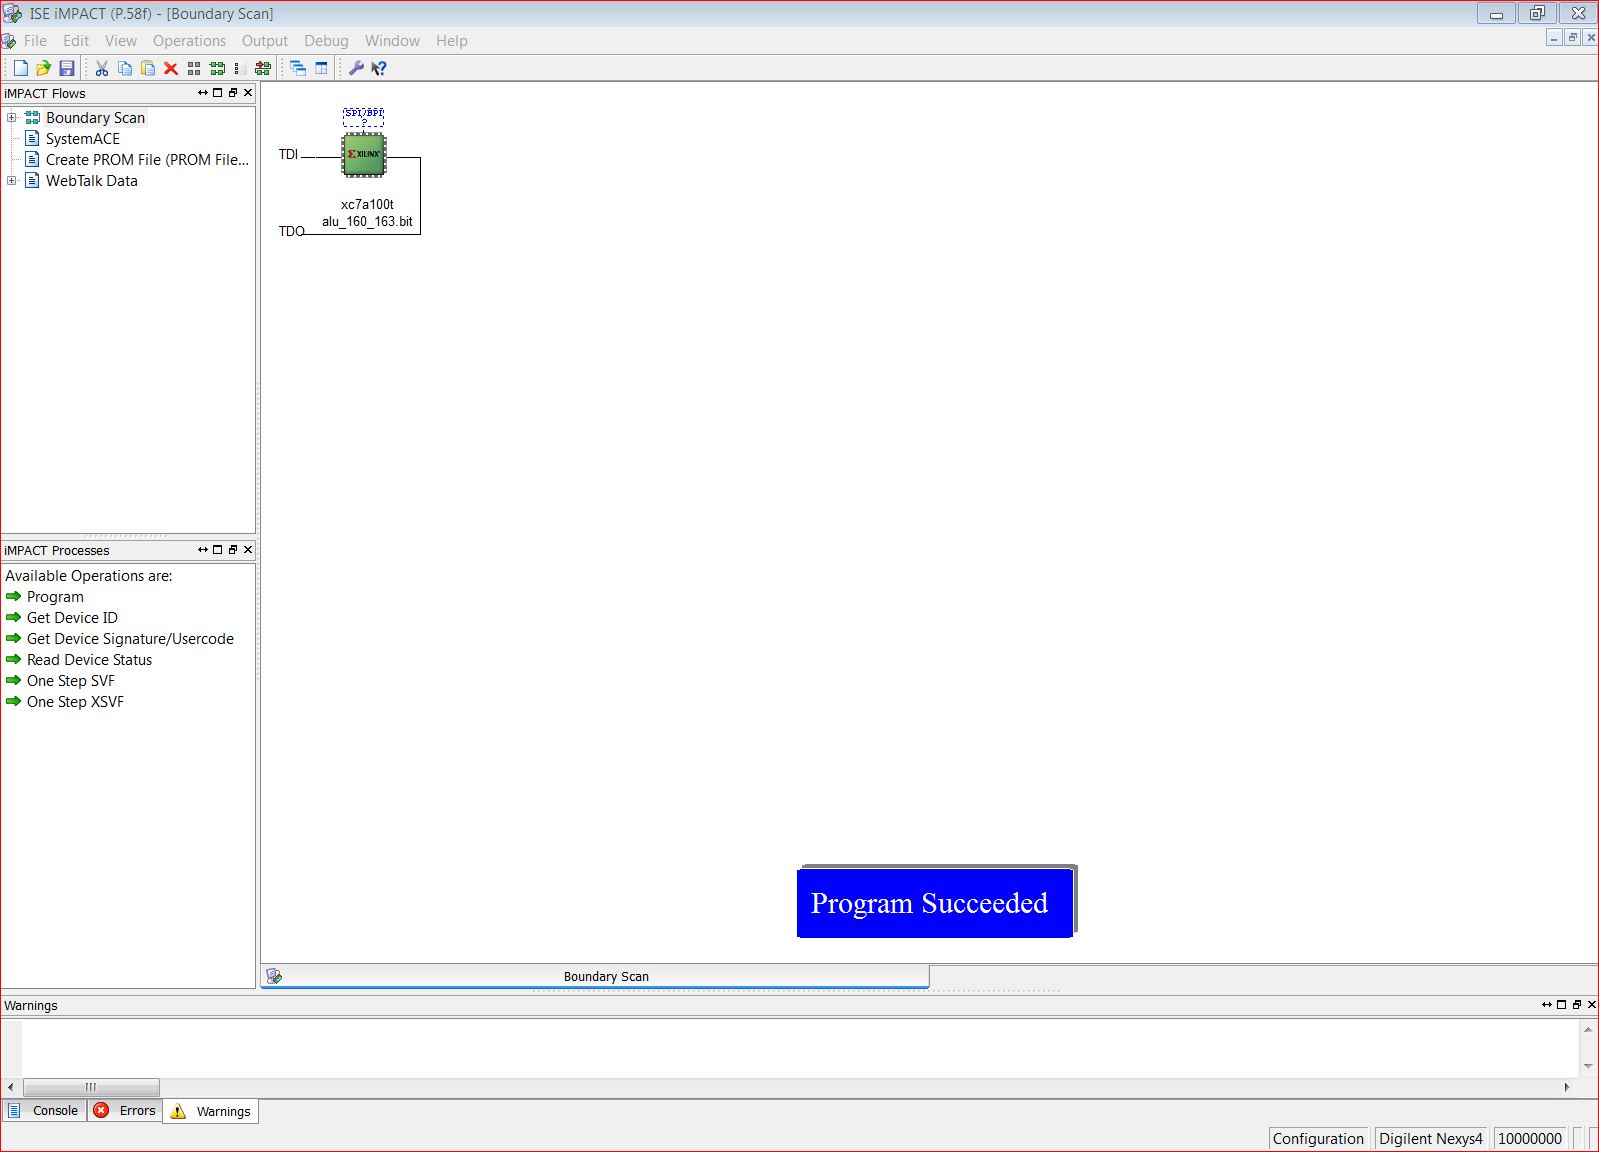 ISE iMPACT (P.58f) - [Boundary Scan]
File Edit View Operations Output Debug Window Help
iMPACT Flows
Boundary Scan
SystemACE
Create PROM File (PROM File...
WebTalk Data
SPI/BPI
?
TDI
XILINX
xc7a100t
alu_160_163.bit
TDO
iMPACT Processes
Available Operations are:
Program
Get Device ID
Get Device Signature/Usercode
Read Device Status
One Step SVF
One Step XSVF
Program Succeeded
Boundary Scan
Warnings
Console Errors Warnings
Configuration Digilent Nexys4 10000000